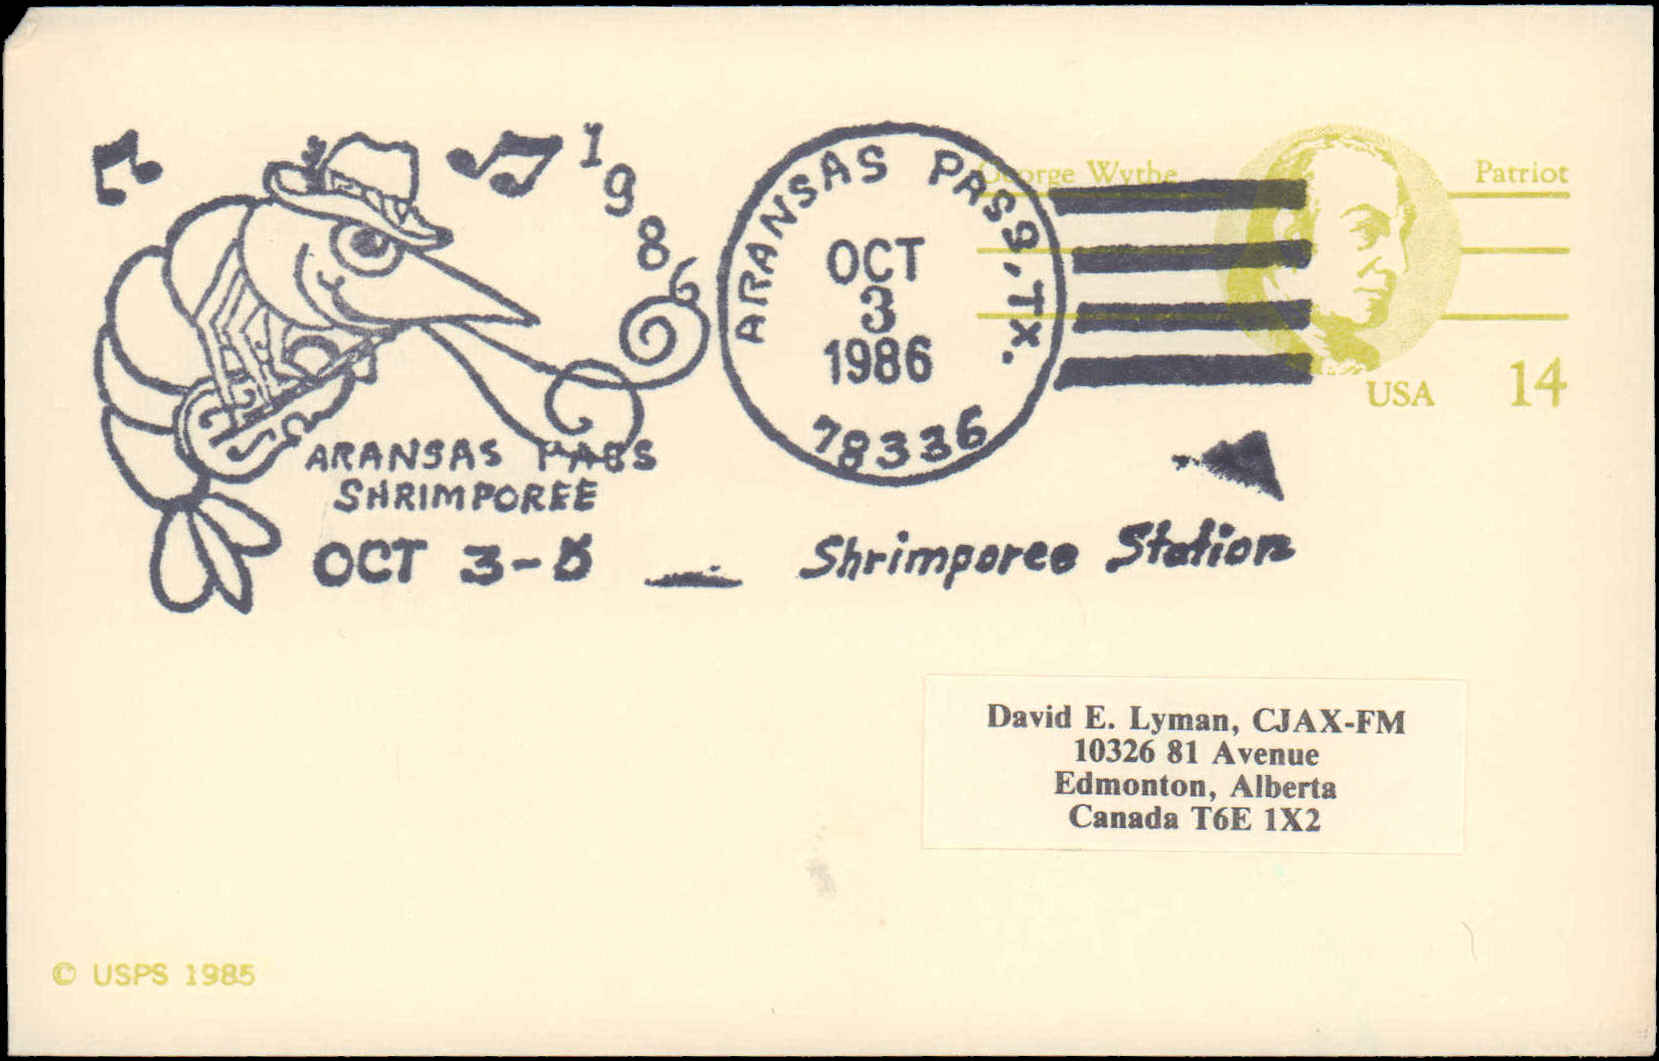 1986
ARANSAS PASS
SHRIMPOREE
OCT 3-5
ARANSAS PASS, TX.
OCT
3
1986
78336
Shrimporee Station
George Wythe
Patriot
USA 14
David E. Lyman, CJAX-FM
10326 81 Avenue
Edmonton, Alberta
Canada T6E 1X2
© USPS 1985